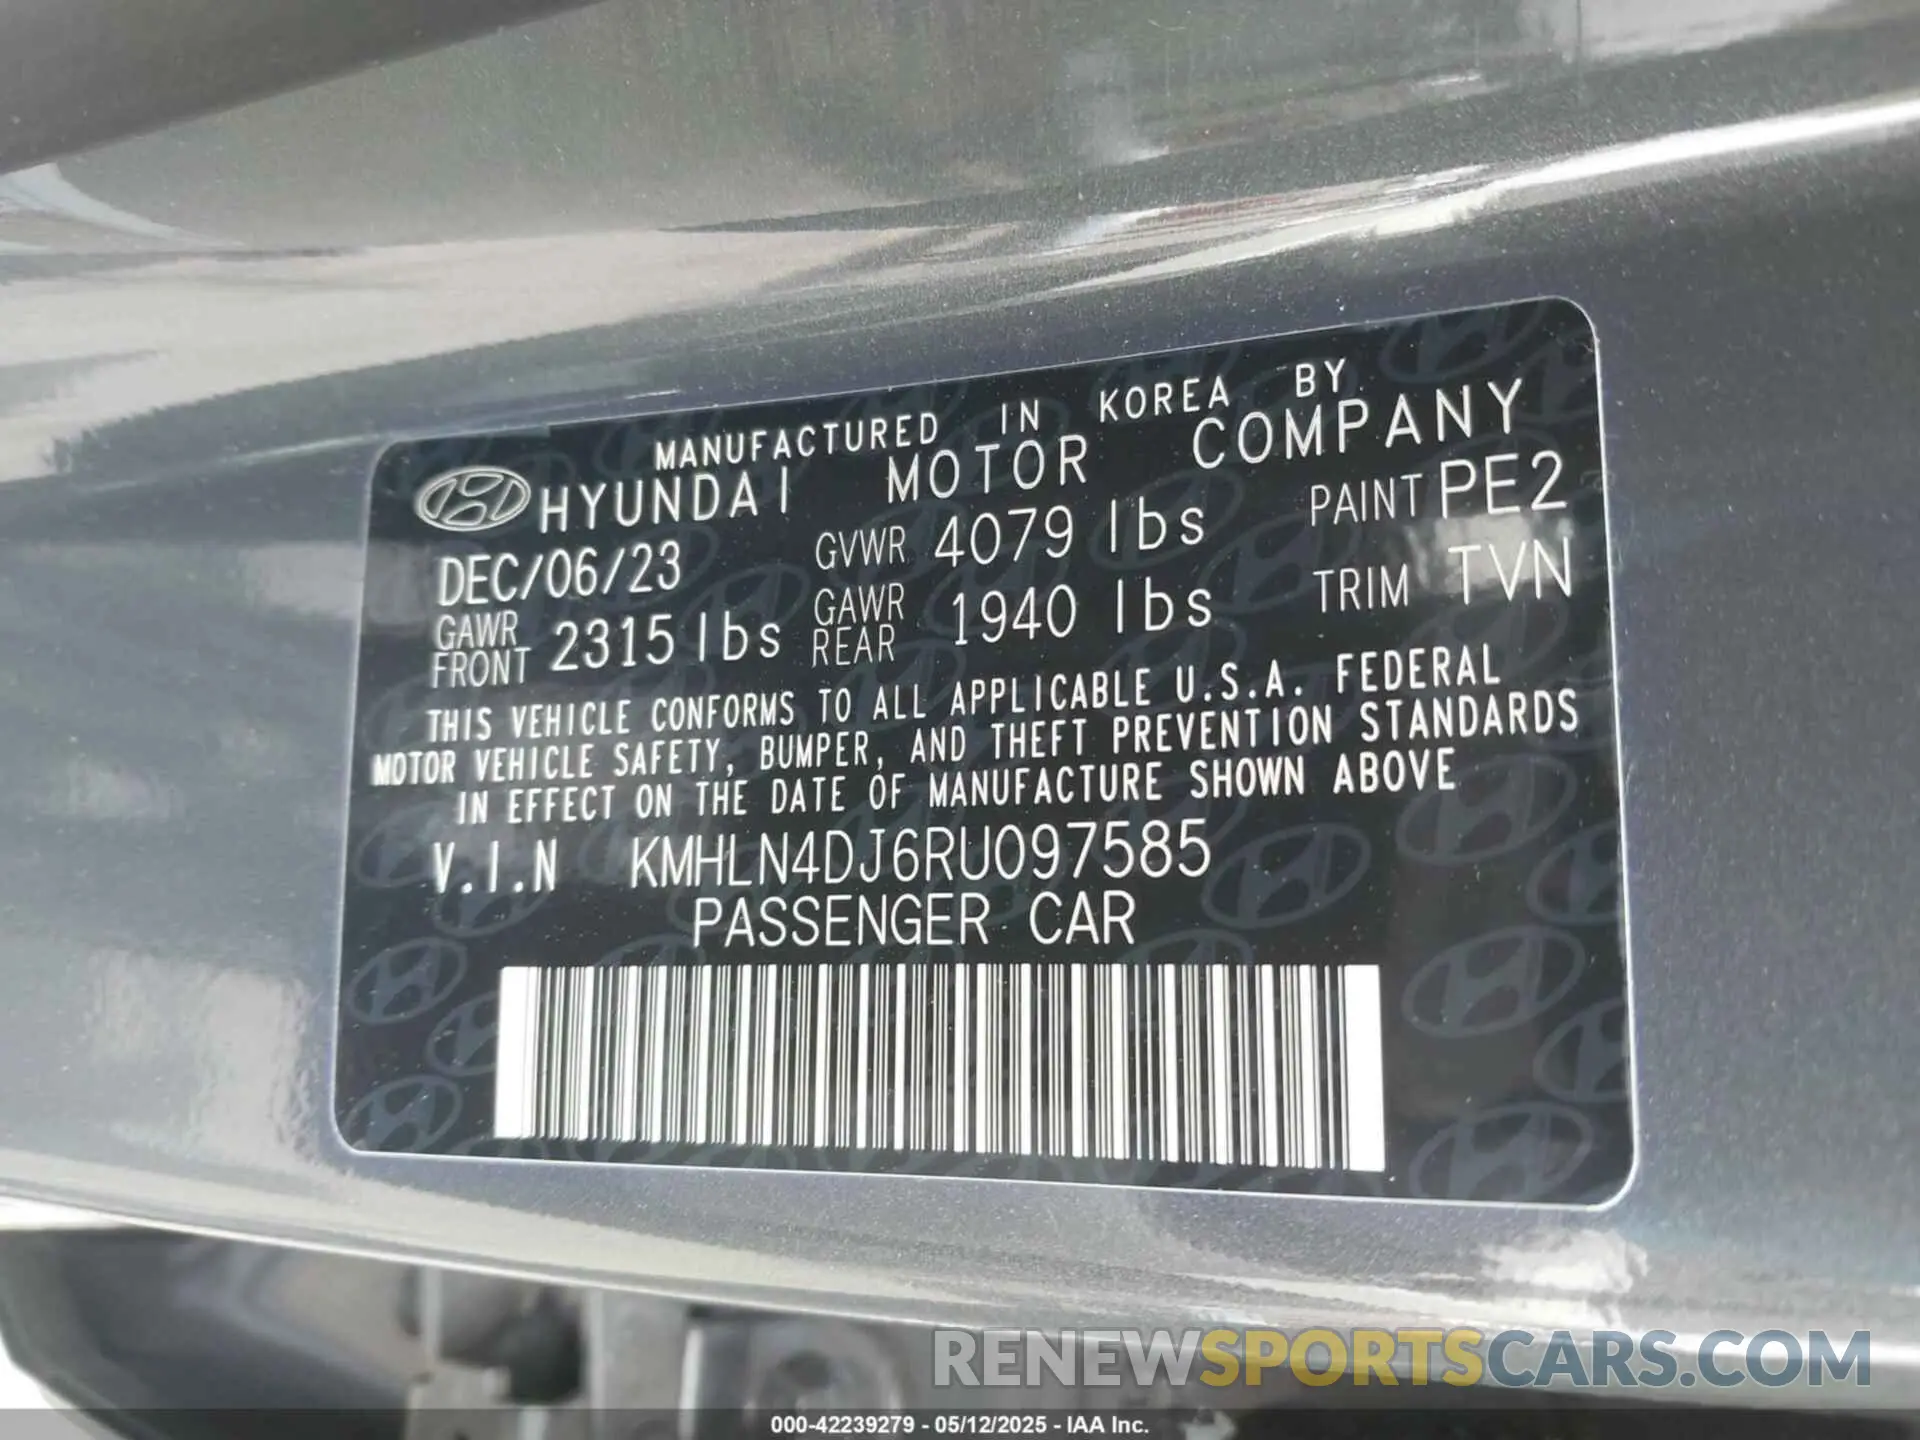 MANUFACTURED IN KOREA BY
HYUNDAI MOTOR COMPANY
DEC/06/23 GVWR 4079 lbs PAINT PE2
GAWR FRONT 2315 lbs GAWR REAR 1940 lbs TRIM TVN
THIS VEHICLE CONFORMS TO ALL APPLICABLE U.S.A. FEDERAL
MOTOR VEHICLE SAFETY, BUMPER, AND THEFT PREVENTION STANDARDS
IN EFFECT ON THE DATE OF MANUFACTURE SHOWN ABOVE
V.I.N KMHLN4DJ6RU097585
PASSENGER CAR
RENEWSPORTSCARS.COM
000-42239279 - 05/12/2025 - IAA Inc.